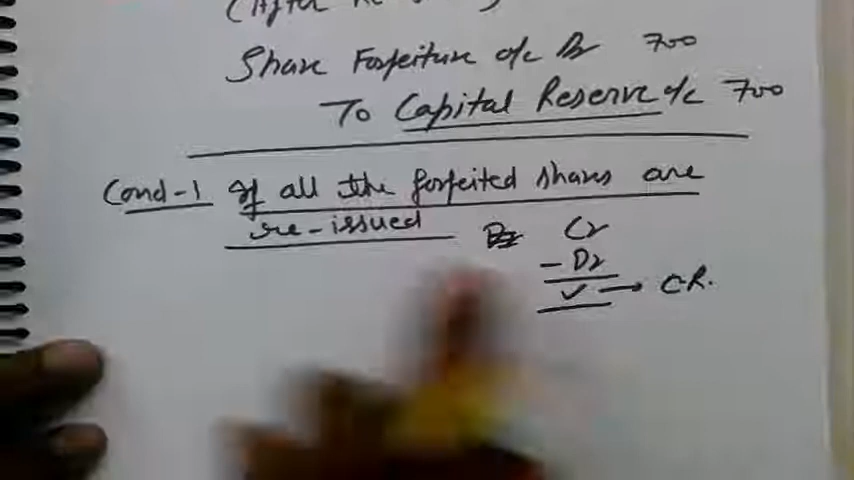 (After
Share Forfeiture a/c Dr 700
To Capital Reserve a/c 700
Cond-1 If all the forfeited shares are
re-issued Cr
- Dr
✓ → C.R.